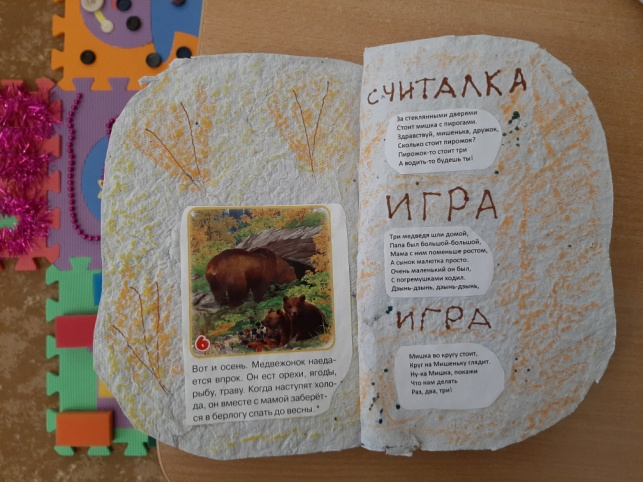 6
Вот и осень. Медвежонок наеда-
ется впрок. Он ест орехи, ягоды,
рыбу, траву. Когда наступят холо-
да, он вместе с мамой заберёт-
ся в берлогу спать до весны.
СЧИТАЛКА
За стеклянными дверями
Стоит мишка с пирогами.
Здравствуй, мишенька, дружок,
Сколько стоит пирожок?
Пирожок-то стоит три
А водить-то будешь ты!
ИГРА
Три медведя шли домой,
Папа был большой-большой,
Мама с ним поменьше ростом,
А сынок малютка просто.
Очень маленький он был,
С погремушками ходил.
Дзынь-дзынь, дзынь-дзынь,
ИГРА
Мишка во кругу стоит,
Круг на Мишеньку глядит.
Ну-ка Мишка, покажи
Что нам делать
Раз, два, три!